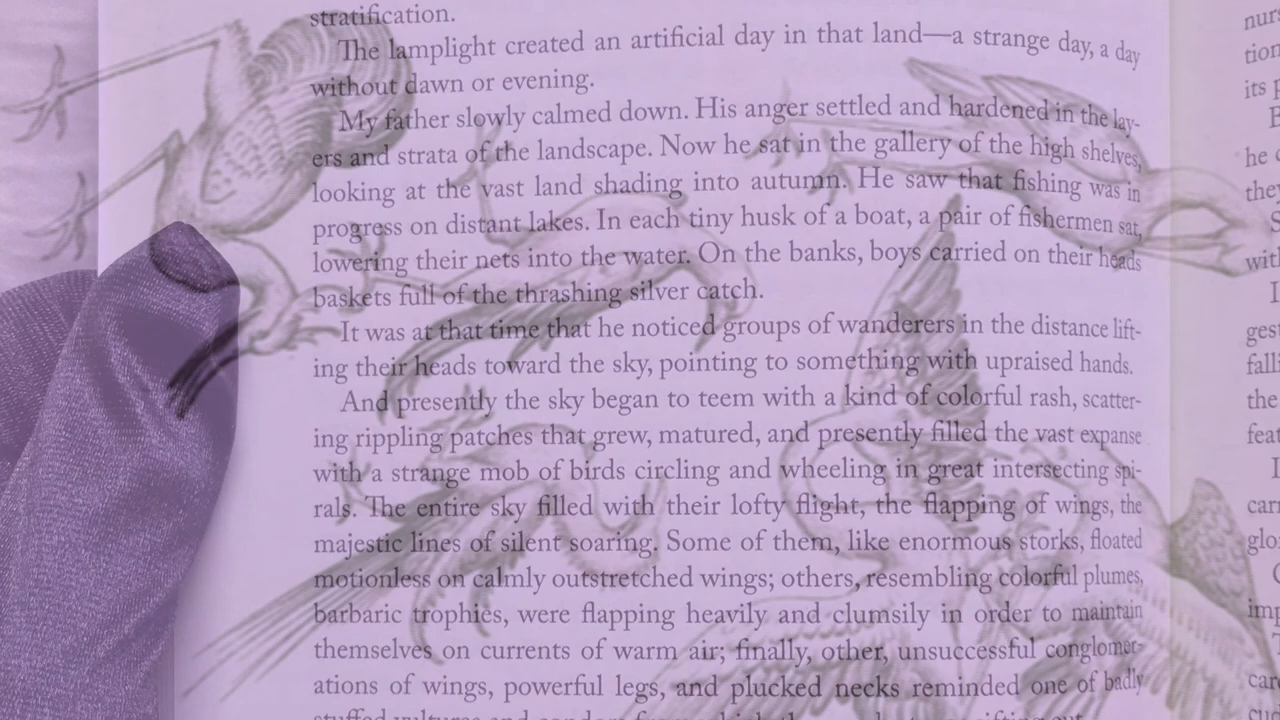 stratification.
The lamplight created an artificial day in that land—a strange day, a day
without dawn or evening.
My father slowly calmed down. His anger settled and hardened in the lay-
ers and strata of the landscape. Now he sat in the gallery of the high shelves,
looking at the vast land shading into autumn. He saw that fishing was in
progress on distant lakes. In each tiny husk of a boat, a pair of fishermen sat,
lowering their nets into the water. On the banks, boys carried on their heads
baskets full of the thrashing silver catch.
It was at that time that he noticed groups of wanderers in the distance lift-
ing their heads toward the sky, pointing to something with upraised hands.
And presently the sky began to teem with a kind of colorful rash, scatter-
ing rippling patches that grew, matured, and presently filled the vast expanse
with a strange mob of birds circling and wheeling in great intersecting spi-
rals. The entire sky filled with their lofty flight, the flapping of wings, the
majestic lines of silent soaring. Some of them, like enormous storks, floated
motionless on calmly outstretched wings; others, resembling colorful plumes,
barbaric trophies, were flapping heavily and clumsily in order to maintain
themselves on currents of warm air; finally, other, unsuccessful conglomer-
ations of wings, powerful legs, and plucked necks reminded one of badly